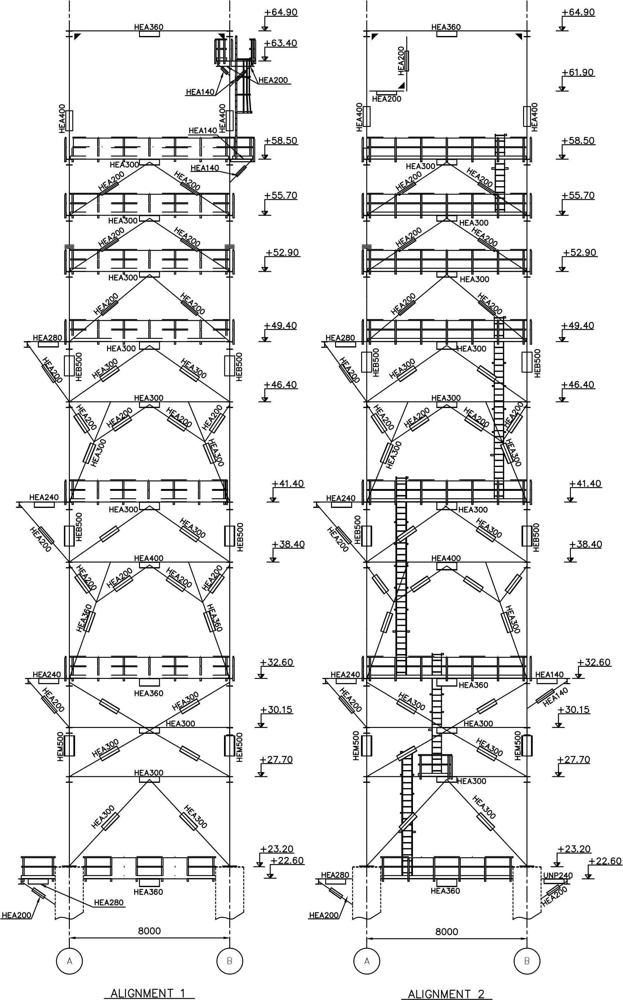 +64.90
HEA360
+63.40
HEA200
HEA140
HEA400
HEA400
HEA140
+58.50
HEA300
HEA140
HEA200
HEA200
+55.70
HEA300
HEA200
HEA200
+52.90
HEA300
HEA200
HEA200
+49.40
HEA280
HEA300
HEA200
HEB500
HEA300
HEA300
HEB500
+46.40
HEA300
HEA200
HEA200
HEA200
HEA200
HEA300
HEA300
+41.40
HEA240
HEA300
HEB500
HEA300
HEB500
HEA200
+38.40
HEA400
HEA200
HEA200
HEA200
HEA200
HEA360
HEA360
+32.60
HEA240
HEA360
HEA200
HEA300
+30.15
HEA300
HEM500
HEA300
HEM500
+27.70
HEA300
HEA300
HEA300
+23.20
+22.60
HEA360
HEA280
HEA200
8000
A
B
ALIGNMENT 1
+64.90
HEA360
HEA200
+61.90
HEA200
HEA400
HEA400
+58.50
HEA300
HEA200
HEA200
+55.70
HEA300
HEA200
HEA200
+52.90
HEA300
HEA200
HEA200
+49.40
HEA280
HEA300
HEA200
HEB500
HEA300
HEB500
+46.40
HEA300
HEA200
HEA200
HEA200
HEA200
HEA300
HEA300
+41.40
HEA240
HEA300
HEB500
HEA300
HEB500
HEA200
+38.40
HEA400
HEA300
+32.60
HEA240
HEA360
HEA140
HEA200
HEA300
HEA140
+30.15
HEA300
HEM500
HEA300
HEM500
+27.70
HEA300
HEA300
+23.20
+22.60
HEA280
UNP240
HEA360
HEA200
HEA200
8000
A
B
ALIGNMENT 2